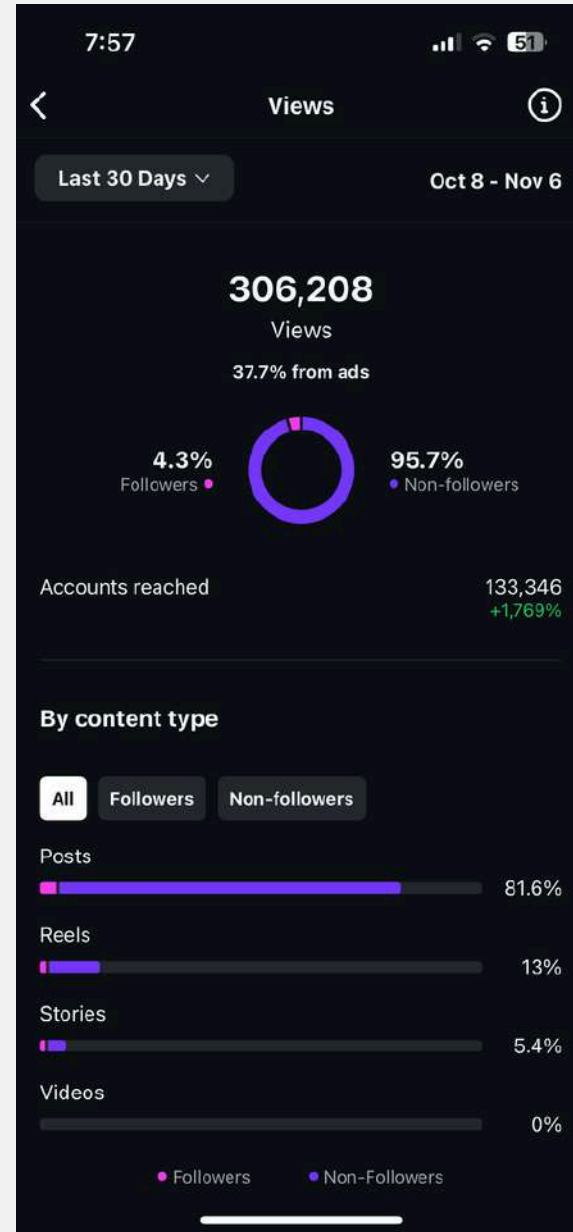 7:57
51
Views
Last 30 Days
Oct 8 - Nov 6
306,208
Views
37.7% from ads
4.3%
Followers
95.7%
Non-followers
Accounts reached
133,346
+1,769%
By content type
All
Followers
Non-followers
Posts
81.6%
Reels
13%
Stories
5.4%
Videos
0%
Followers
Non-Followers